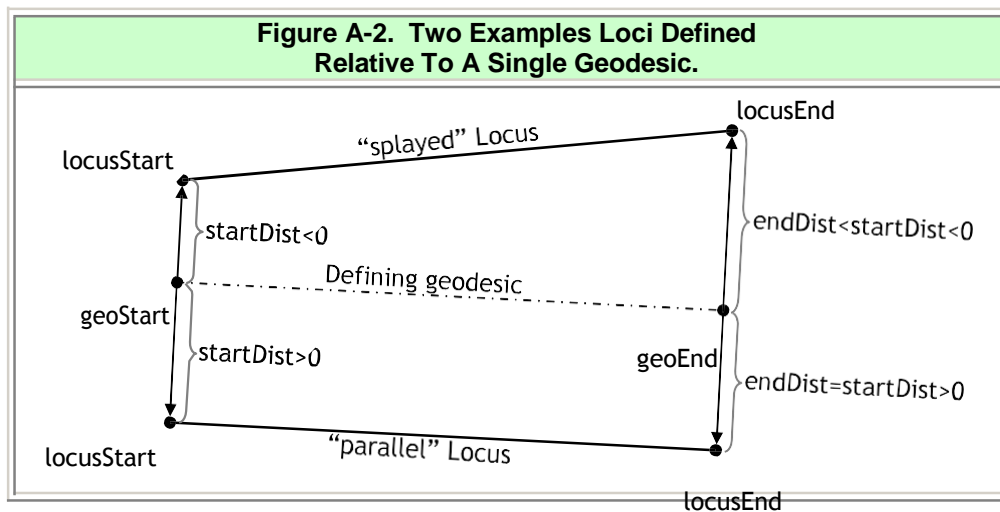 Figure A-2.  Two Examples Loci Defined
Relative To A Single Geodesic.
locusEnd
“splayed” Locus
locusStart
endDist<startDist<0
startDist<0
Defining geodesic
geoStart
startDist>0
geoEnd
endDist=startDist>0
“parallel” Locus
locusStart
locusEnd